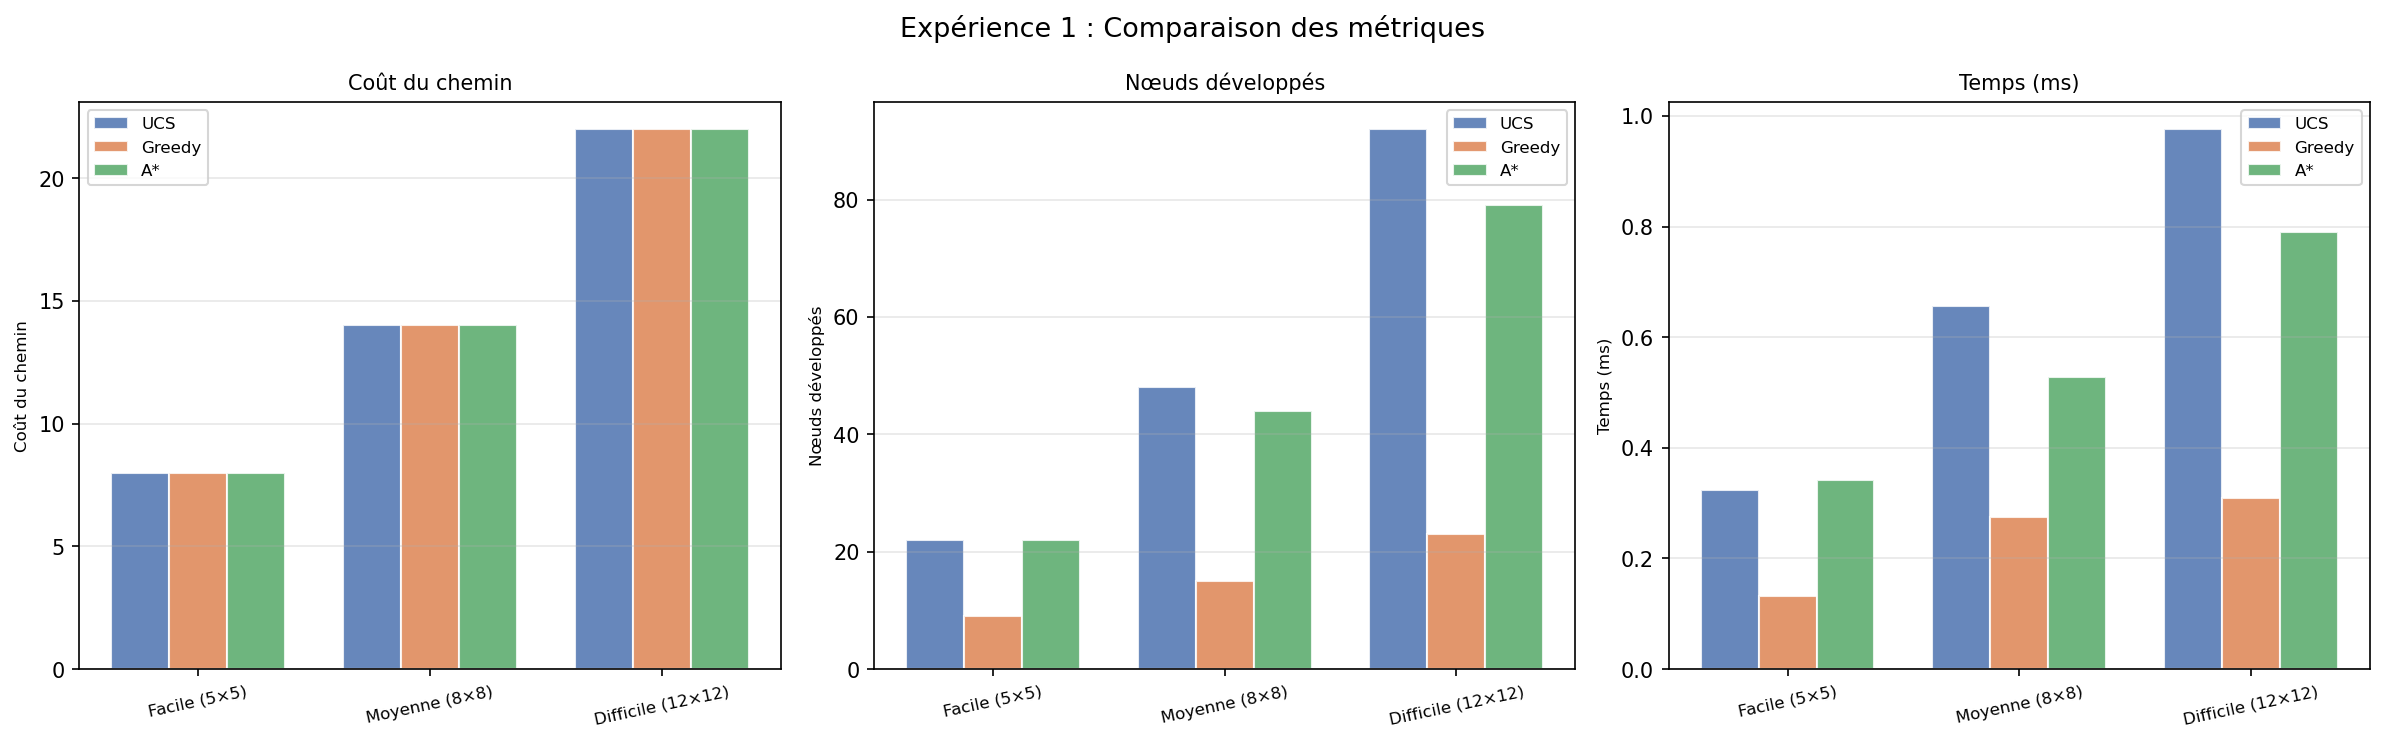 Expérience 1 : Comparaison des métriques
Coût du chemin
UCS
Greedy
A*
Coût du chemin
20
15
10
5
0
Facile (5×5)
Moyenne (8×8)
Difficile (12×12)
Nœuds développés
UCS
Greedy
A*
Nœuds développés
80
60
40
20
0
Facile (5×5)
Moyenne (8×8)
Difficile (12×12)
Temps (ms)
UCS
Greedy
A*
Temps (ms)
1.0
0.8
0.6
0.4
0.2
0.0
Facile (5×5)
Moyenne (8×8)
Difficile (12×12)